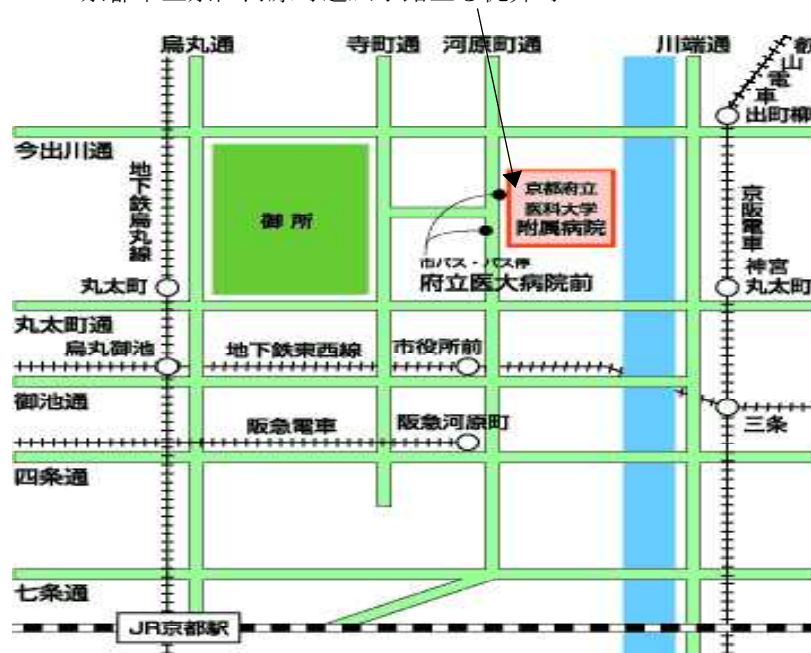 烏丸通
寺町通
河原町通
川端通
山
電
車
出町柳
今出川通
地下鉄烏丸線
御所
京都府立
医科大学
附属病院
京阪電車
市バス・バス停
府立医大病院前
丸太町
神宮
丸太町
丸太町通
烏丸御池
地下鉄東西線
市役所前
御池通
阪急電車
阪急河原町
三条
四条通
七条通
JR京都駅